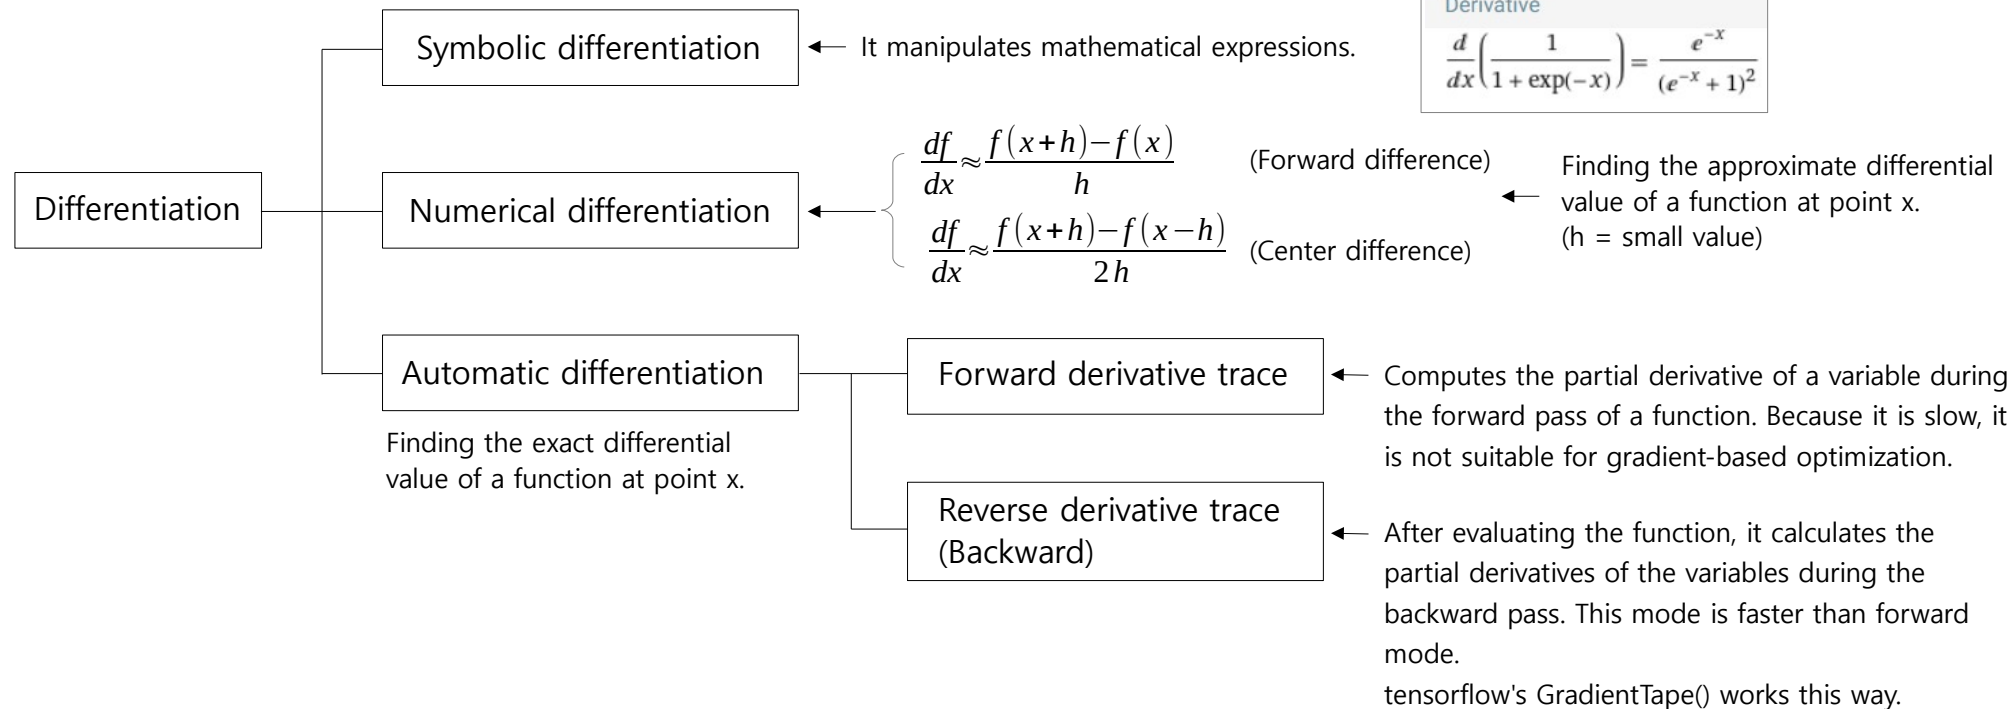 Derivative
d/dx(1/(1 + exp(−x))) = e^{−x}/(e^{−x} + 1)^2
Symbolic differentiation
It manipulates mathematical expressions.
Differentiation
Numerical differentiation
df/dx≈(f(x+h)−f(x))/h
(Forward difference)
df/dx≈(f(x+h)−f(x−h))/2h
(Center difference)
Finding the approximate differential
value of a function at point x.
(h = small value)
Automatic differentiation
Finding the exact differential
value of a function at point x.
Forward derivative trace
Computes the partial derivative of a variable during
the forward pass of a function. Because it is slow, it
is not suitable for gradient-based optimization.
Reverse derivative trace
(Backward)
After evaluating the function, it calculates the
partial derivatives of the variables during the
backward pass. This mode is faster than forward
mode.
tensorflow's GradientTape() works this way.